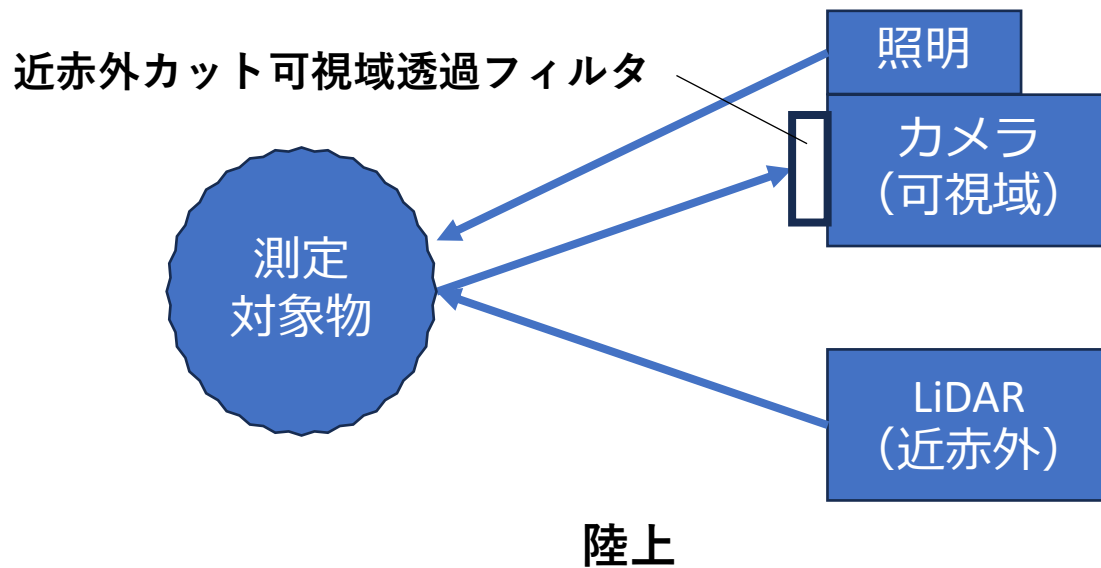 照明
近赤外カット可視域透過フィルタ
カメラ
（可視域）
測定
対象物
LiDAR
（近赤外）
陸上